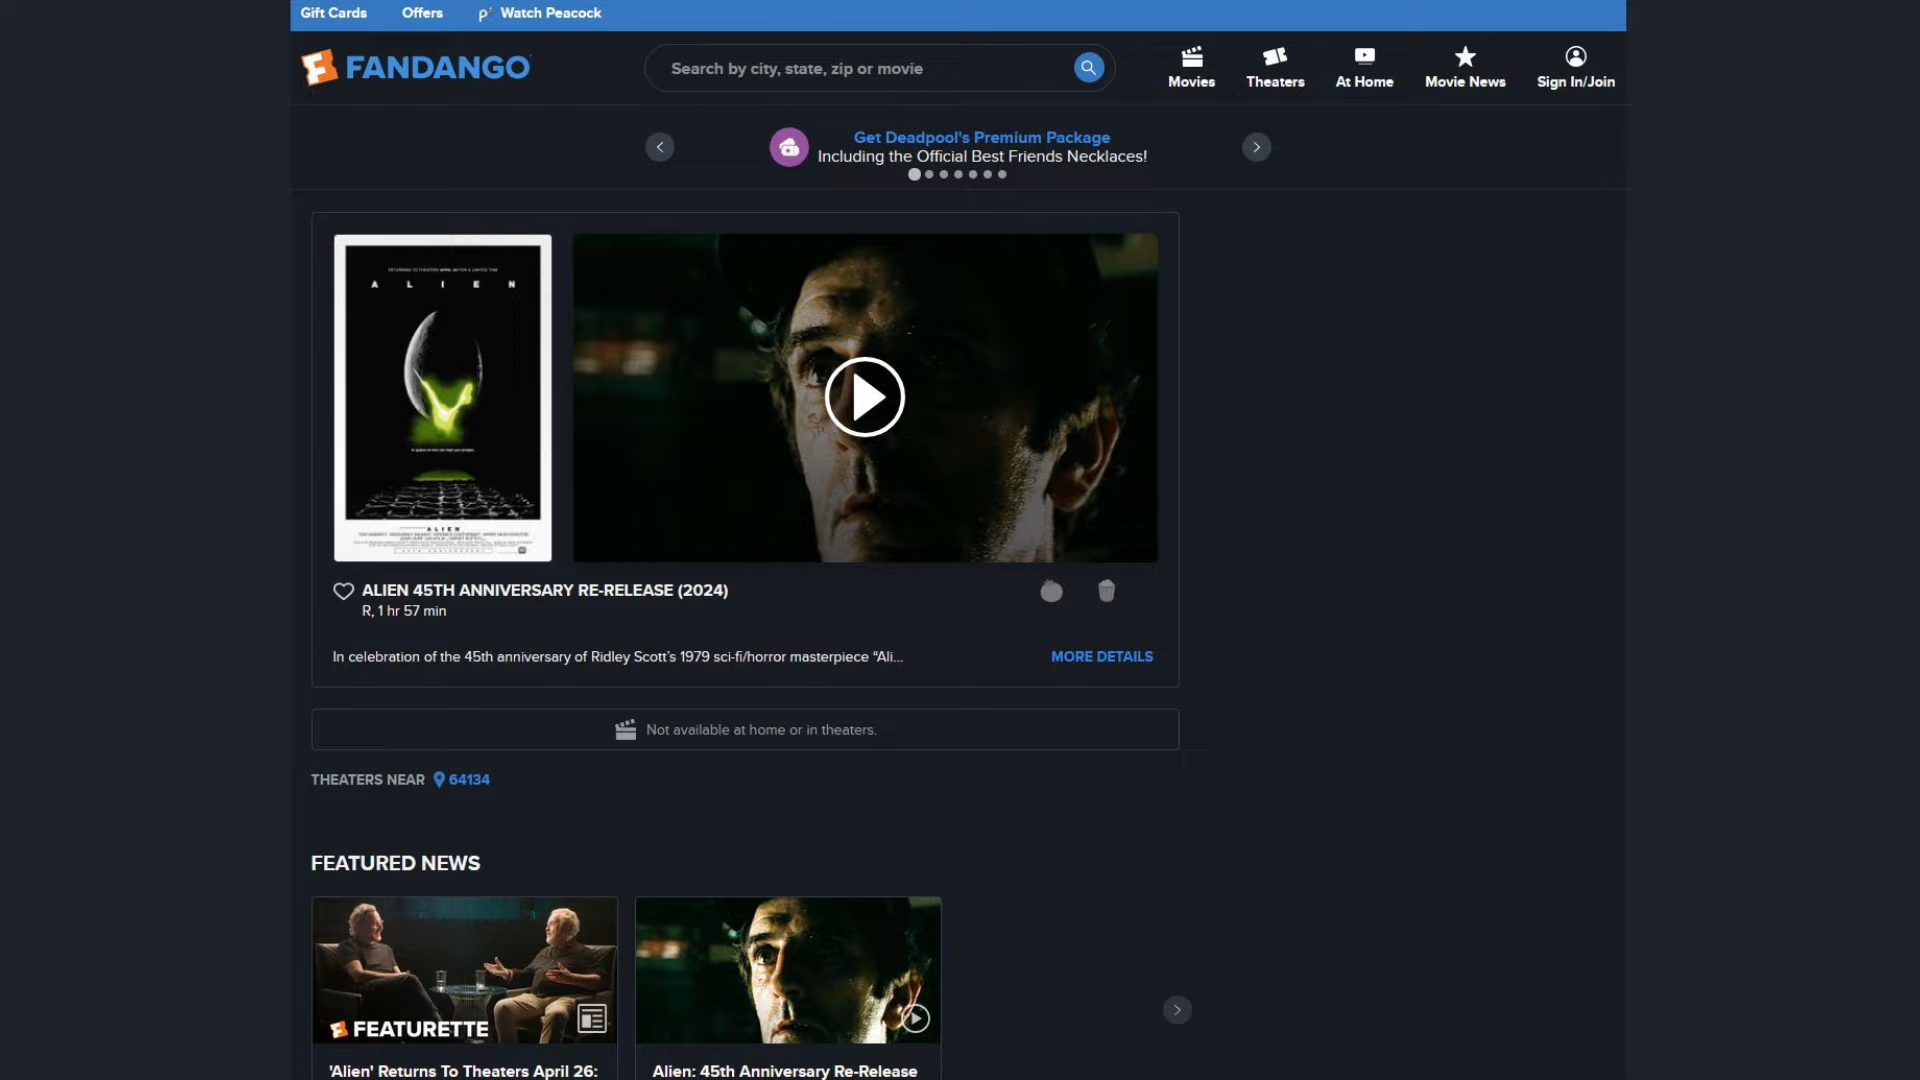 Gift Cards
Offers
Watch Peacock
FANDANGO
Search by city, state, zip or movie
Movies
Theaters
At Home
Movie News
Sign In/Join
Get Deadpool's Premium Package
Including the Official Best Friends Necklaces!
A L I E N
ALIEN
ALIEN 45TH ANNIVERSARY RE-RELEASE (2024)
R, 1 hr 57 min
In celebration of the 45th anniversary of Ridley Scott's 1979 sci-fi/horror masterpiece “Ali...
MORE DETAILS
Not available at home or in theaters.
THEATERS NEAR 64134
FEATURED NEWS
FEATURETTE
'Alien' Returns To Theaters April 26:
Alien: 45th Anniversary Re-Release